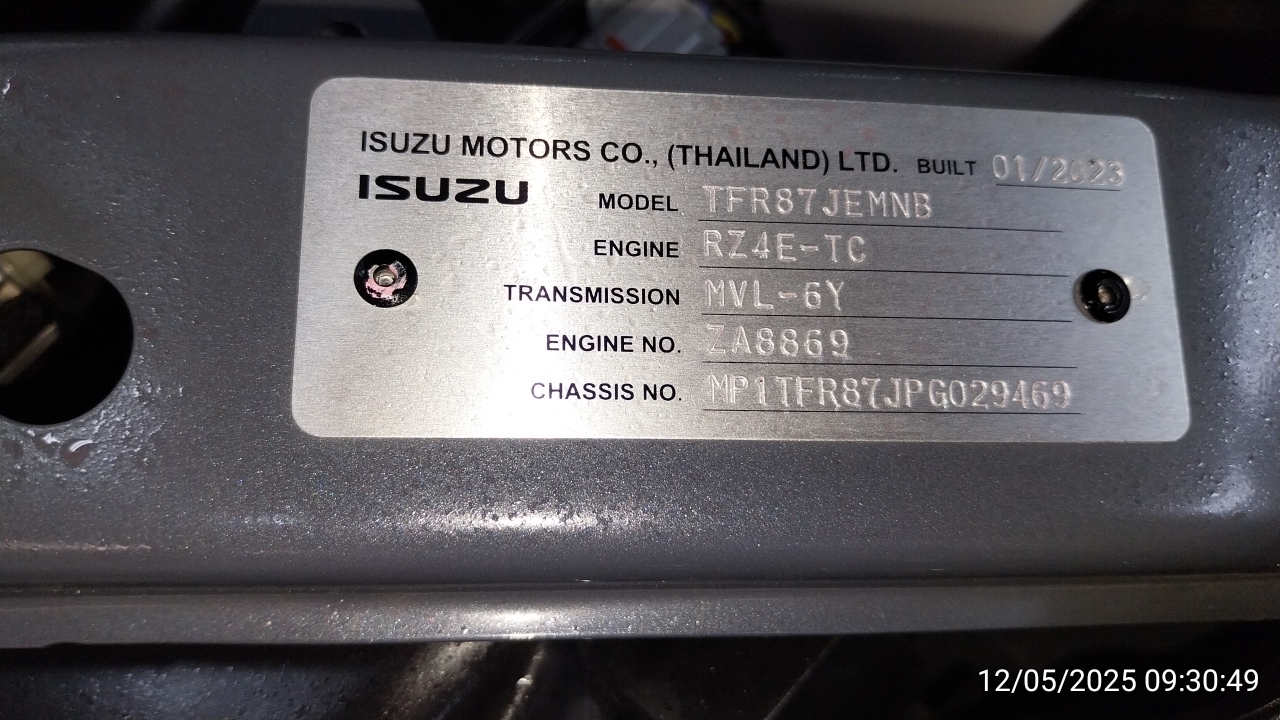 ISUZU MOTORS CO., (THAILAND) LTD. BUILT 01/2023
ISUZU
MODEL TFR87JEMNB
ENGINE RZ4E-TC
TRANSMISSION MVL-6Y
ENGINE NO. ZA8869
CHASSIS NO. MP1TFR87JPG029469
12/05/2025 09:30:49